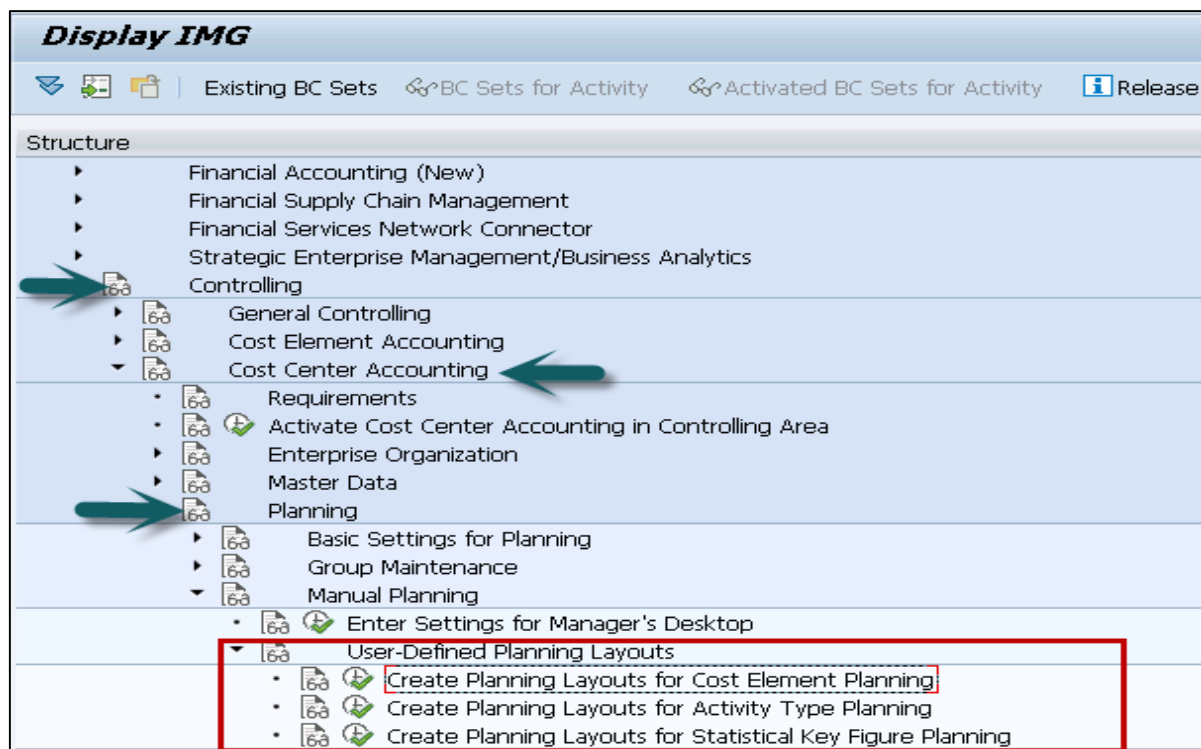 Display IMG
Existing BC Sets BC Sets for Activity Activated BC Sets for Activity Release
Structure
Financial Accounting (New)
Financial Supply Chain Management
Financial Services Network Connector
Strategic Enterprise Management/Business Analytics
Controlling
General Controlling
Cost Element Accounting
Cost Center Accounting
Requirements
Activate Cost Center Accounting in Controlling Area
Enterprise Organization
Master Data
Planning
Basic Settings for Planning
Group Maintenance
Manual Planning
Enter Settings for Manager's Desktop
User-Defined Planning Layouts
Create Planning Layouts for Cost Element Planning
Create Planning Layouts for Activity Type Planning
Create Planning Layouts for Statistical Key Figure Planning